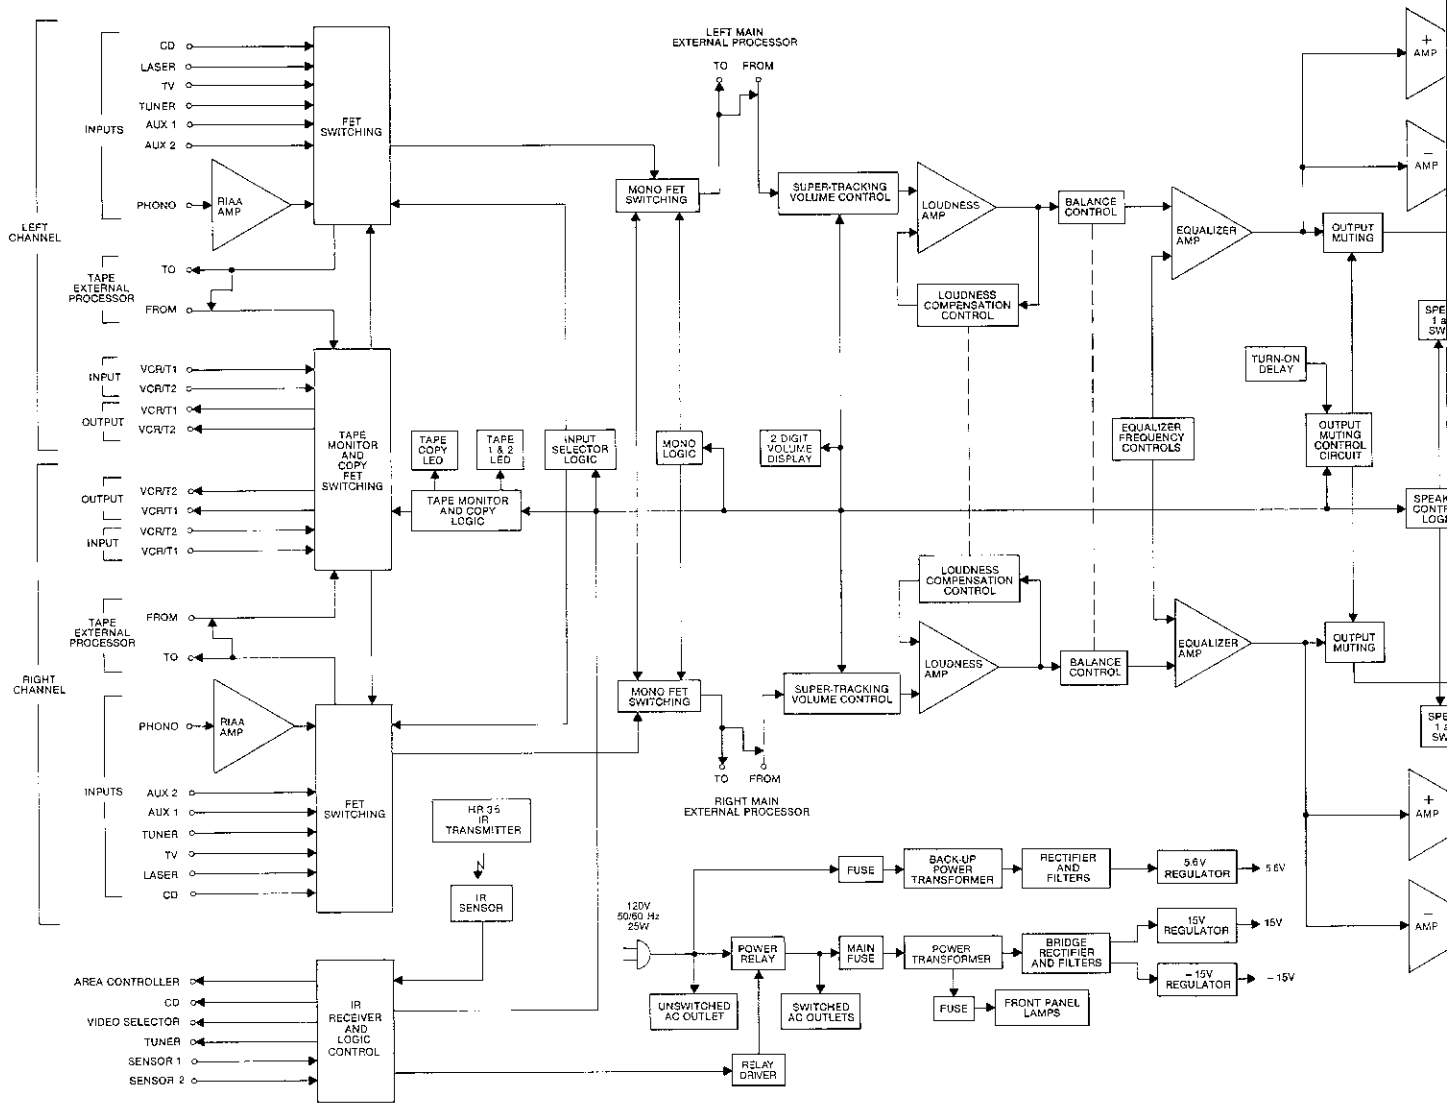 LEFT
CHANNEL
INPUTS
CD
LASER
TV
TUNER
AUX 1
AUX 2
PHONO
RIAA
AMP
FET
SWITCHING
TAPE
EXTERNAL
PROCESSOR
TO
FROM
INPUT
VCR/T1
VCR/T2
OUTPUT
VCR/T1
VCR/T2
TAPE
MONITOR
AND
COPY
FET
SWITCHING
TAPE
COPY
LED
TAPE
1 & 2
LED
TAPE MONITOR
AND COPY
LOGIC
INPUT
SELECTOR
LOGIC
MONO
LOGIC
MONO FET
SWITCHING
LEFT MAIN
EXTERNAL PROCESSOR
TO FROM
SUPER-TRACKING
VOLUME CONTROL
2 DIGIT
VOLUME
DISPLAY
LOUDNESS
AMP
LOUDNESS
COMPENSATION
CONTROL
BALANCE
CONTROL
EQUALIZER
AMP
EQUALIZER
FREQUENCY
CONTROLS
OUTPUT
MUTING
TURN-ON
DELAY
OUTPUT
MUTING
CONTROL
CIRCUIT
+
AMP
−
AMP
SPE
1 a
SW
SPEAK
CONT
LOGI
RIGHT
CHANNEL
OUTPUT
VCR/T2
VCR/T1
INPUT
VCR/T2
VCR/T1
TAPE
EXTERNAL
PROCESSOR
FROM
TO
PHONO
RIAA
AMP
INPUTS
AUX 2
AUX 1
TUNER
TV
LASER
CD
FET
SWITCHING
MONO FET
SWITCHING
TO FROM
RIGHT MAIN
EXTERNAL PROCESSOR
SUPER-TRACKING
VOLUME CONTROL
LOUDNESS
COMPENSATION
CONTROL
LOUDNESS
AMP
BALANCE
CONTROL
EQUALIZER
AMP
OUTPUT
MUTING
SPE
1 a
SW
+
AMP
−
AMP
IR
TRANSMITTER
IR
SENSOR
AREA CONTROLLER
CD
VIDEO SELECTOR
TUNER
SENSOR 1
SENSOR 2
IR
RECEIVER
AND
LOGIC
CONTROL
120V
50/60 Hz
25W
FUSE
BACK-UP
POWER
TRANSFORMER
RECTIFIER
AND
FILTERS
5.6V
REGULATOR
5.6V
POWER
RELAY
MAIN
FUSE
POWER
TRANSFORMER
BRIDGE
RECTIFIER
AND FILTERS
15V
REGULATOR
15V
−15V
REGULATOR
−15V
UNSWITCHED
AC OUTLET
SWITCHED
AC OUTLETS
FUSE
FRONT PANEL
LAMPS
RELAY
DRIVER